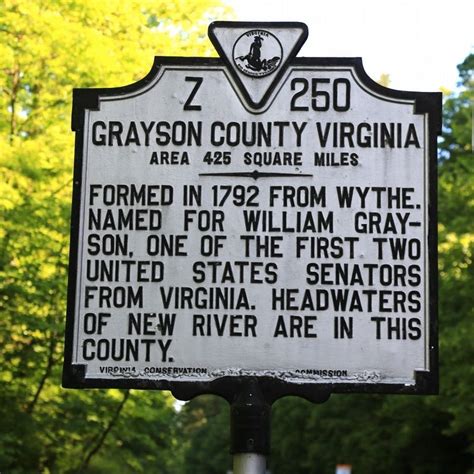 VIRGINIA
Z 250
GRAYSON COUNTY VIRGINIA
AREA 425 SQUARE MILES
FORMED IN 1792 FROM WYTHE.
NAMED FOR WILLIAM GRAY-
SON, ONE OF THE FIRST TWO
UNITED STATES SENATORS
FROM VIRGINIA. HEADWATERS
OF NEW RIVER ARE IN THIS
COUNTY.
VIRGINIA CONSERVATION COMMISSION